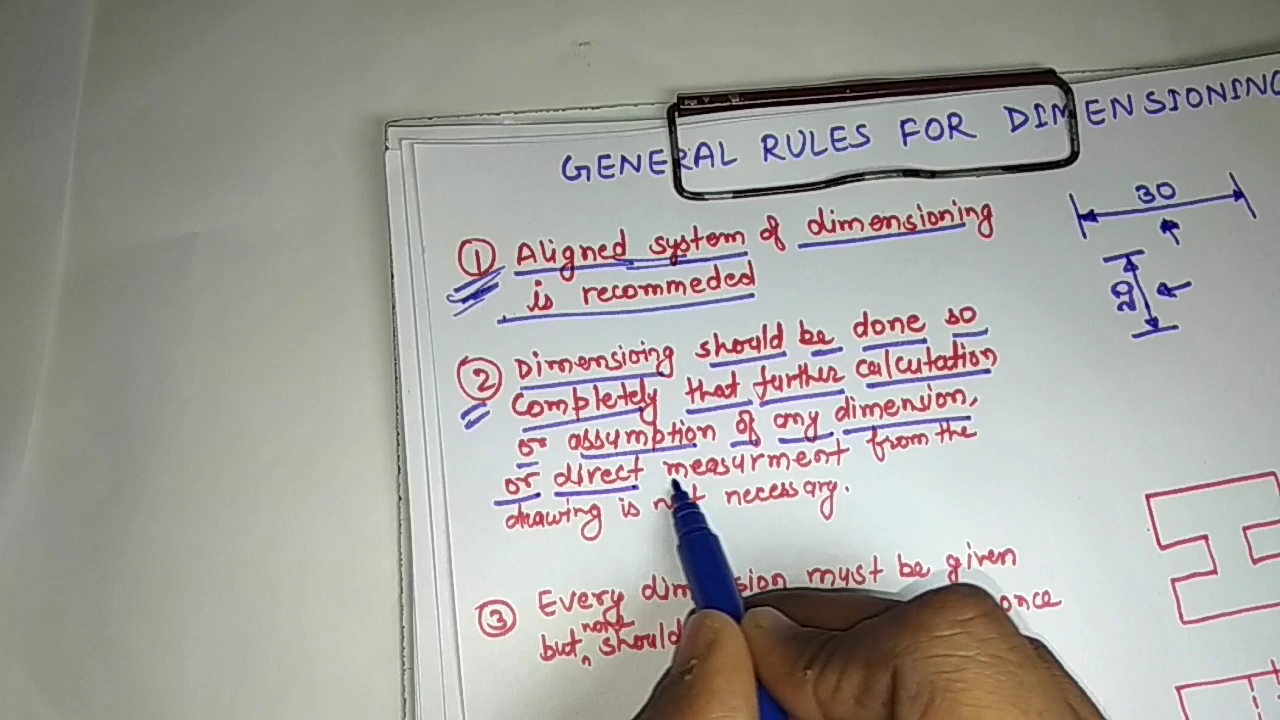 GENERAL RULES FOR DIMENSIONING
① Aligned system of dimensioning
is recommeded
30
20
② Dimensioing should be done so
completely that further calculation
or assumption of any dimension,
or direct measurment from the
drawing is not necessary.
③ Every dimension must be given
none
but, should once